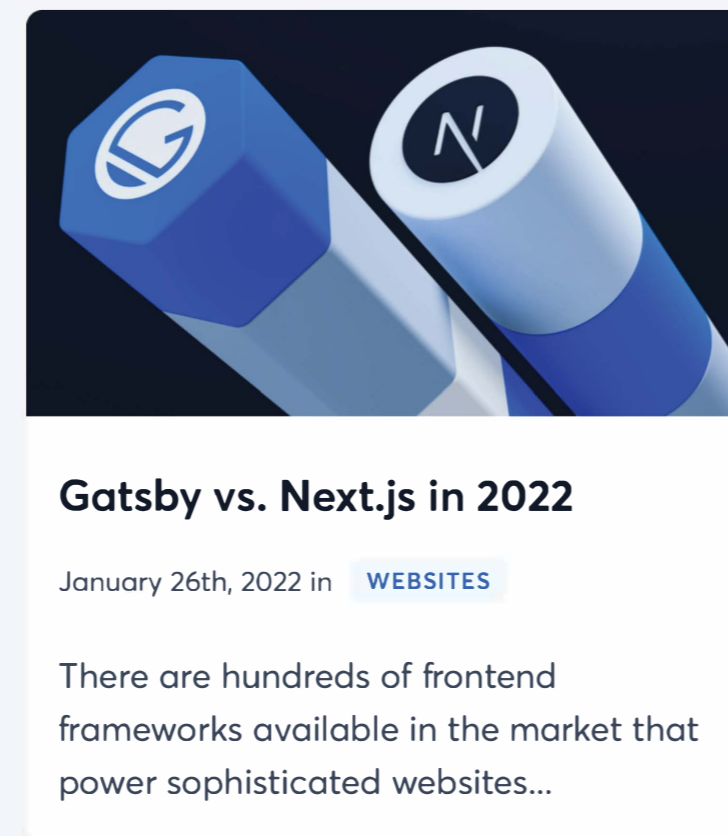 Gatsby vs. Next.js in 2022
January 26th, 2022 in WEBSITES
There are hundreds of frontend
frameworks available in the market that
power sophisticated websites...